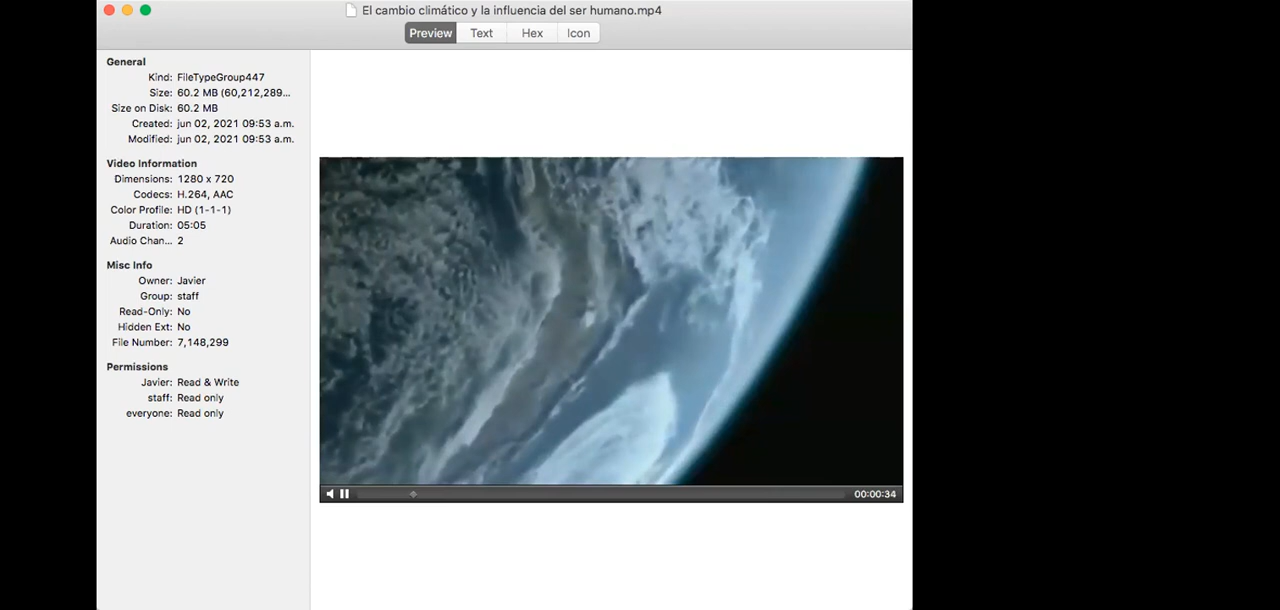 El cambio climático y la influencia del ser humano.mp4
Preview Text Hex Icon
General
Kind: FileTypeGroup447
Size: 60.2 MB (60,212,289...
Size on Disk: 60.2 MB
Created: jun 02, 2021 09:53 a.m.
Modified: jun 02, 2021 09:53 a.m.
Video Information
Dimensions: 1280 x 720
Codecs: H.264, AAC
Color Profile: HD (1-1-1)
Duration: 05:05
Audio Chan... 2
Misc Info
Owner: Javier
Group: staff
Read-Only: No
Hidden Ext: No
File Number: 7,148,299
Permissions
Javier: Read & Write
staff: Read only
everyone: Read only
00:00:34